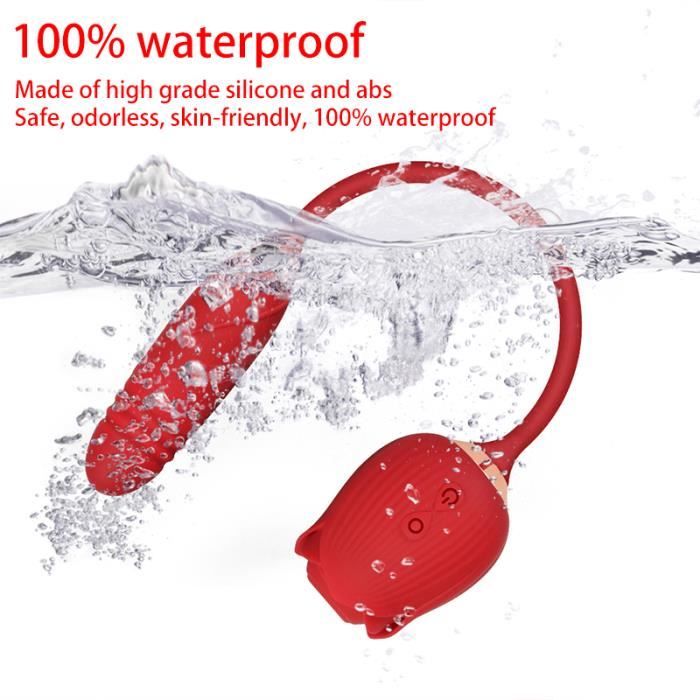 100% waterproof
Made of high grade silicone and abs
Safe, odorless, skin-friendly, 100% waterproof